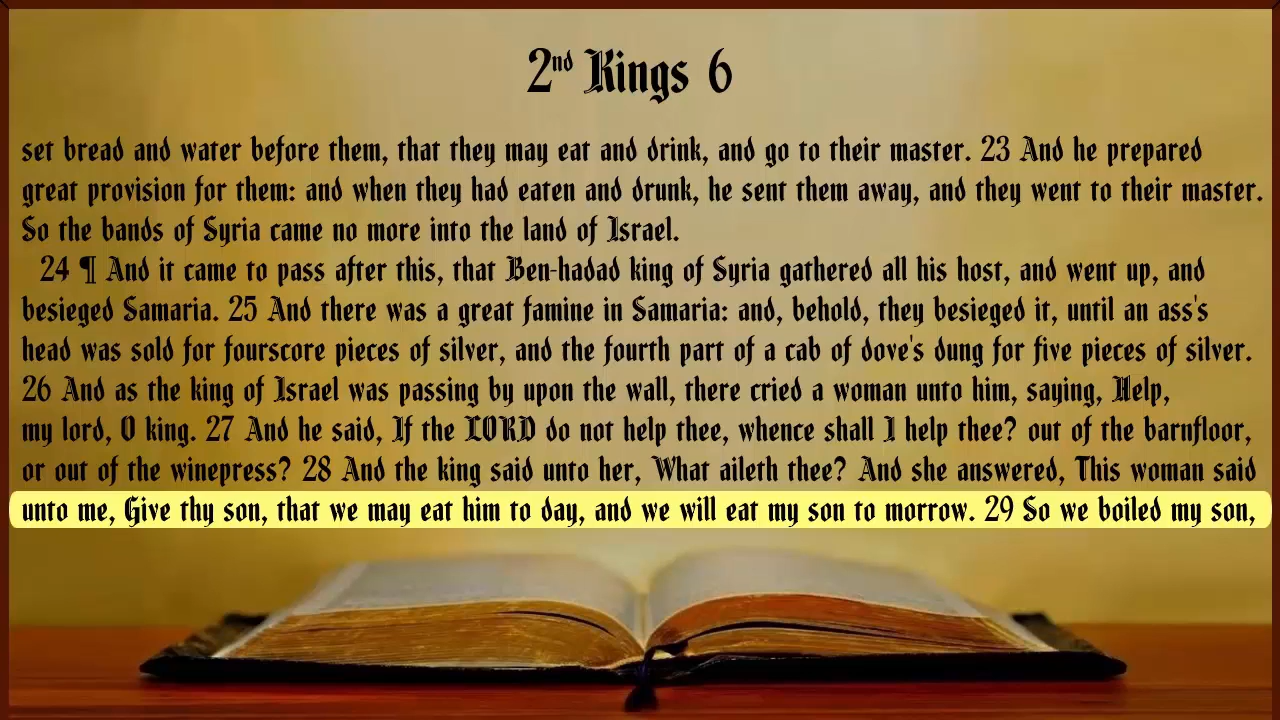 2nd Kings 6
set bread and water before them, that they may eat and drink, and go to their master. 23 And he prepared
great provision for them: and when they had eaten and drunk, he sent them away, and they went to their master.
So the bands of Syria came no more into the land of Israel.
24 ¶ And it came to pass after this, that Ben-hadad king of Syria gathered all his host, and went up, and
besieged Samaria. 25 And there was a great famine in Samaria: and, behold, they besieged it, until an ass's
head was sold for fourscore pieces of silver, and the fourth part of a cab of dove's dung for five pieces of silver.
26 And as the king of Israel was passing by upon the wall, there cried a woman unto him, saying, Help,
my lord, O king. 27 And he said, If the LORD do not help thee, whence shall I help thee? out of the barnfloor,
or out of the winepress? 28 And the king said unto her, What aileth thee? And she answered, This woman said
unto me, Give thy son, that we may eat him to day, and we will eat my son to morrow. 29 So we boiled my son,